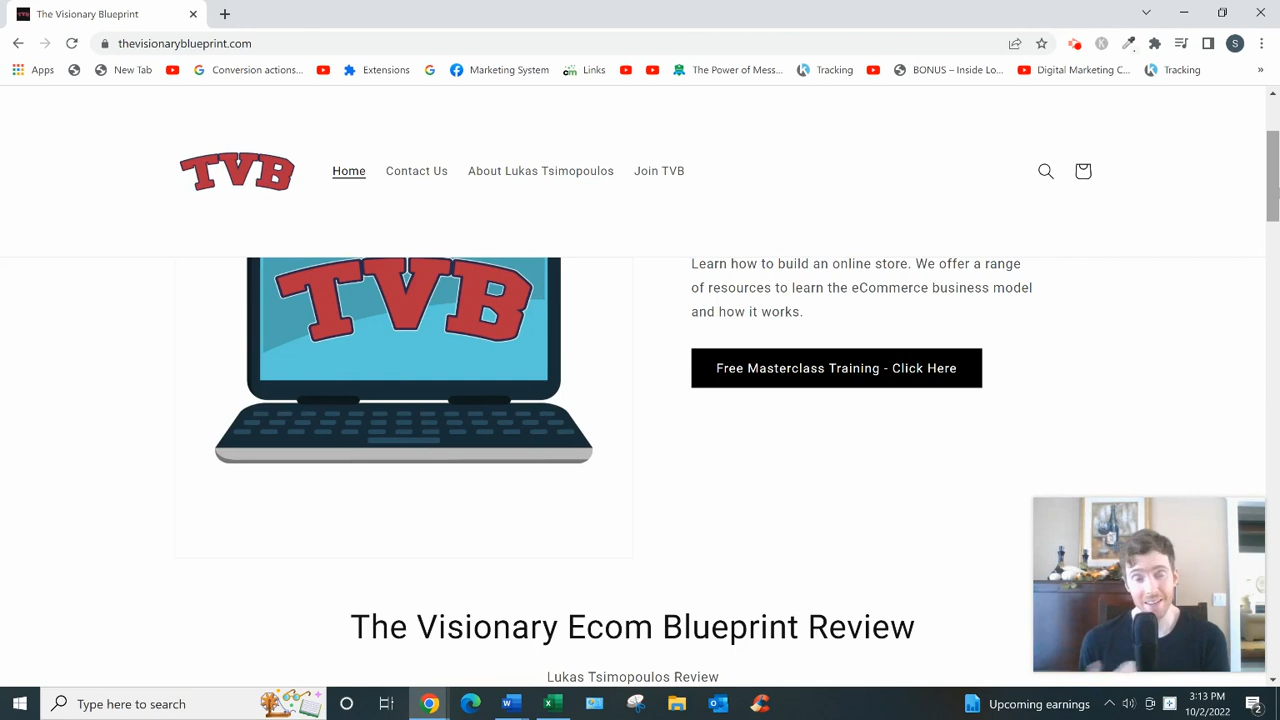 The Visionary Blueprint
thevisionaryblueprint.com
Apps
New Tab
Conversion actions...
Extensions
Marketing System
Links
The Power of Mess...
Tracking
BONUS – Inside Lo...
Digital Marketing C...
Tracking
TVB
Home
Contact Us
About Lukas Tsimopoulos
Join TVB
TVB
Learn how to build an online store. We offer a range
of resources to learn the eCommerce business model
and how it works.
Free Masterclass Training - Click Here
The Visionary Ecom Blueprint Review
Lukas Tsimopoulos Review
Type here to search
Upcoming earnings
3:13 PM
10/2/2022
2